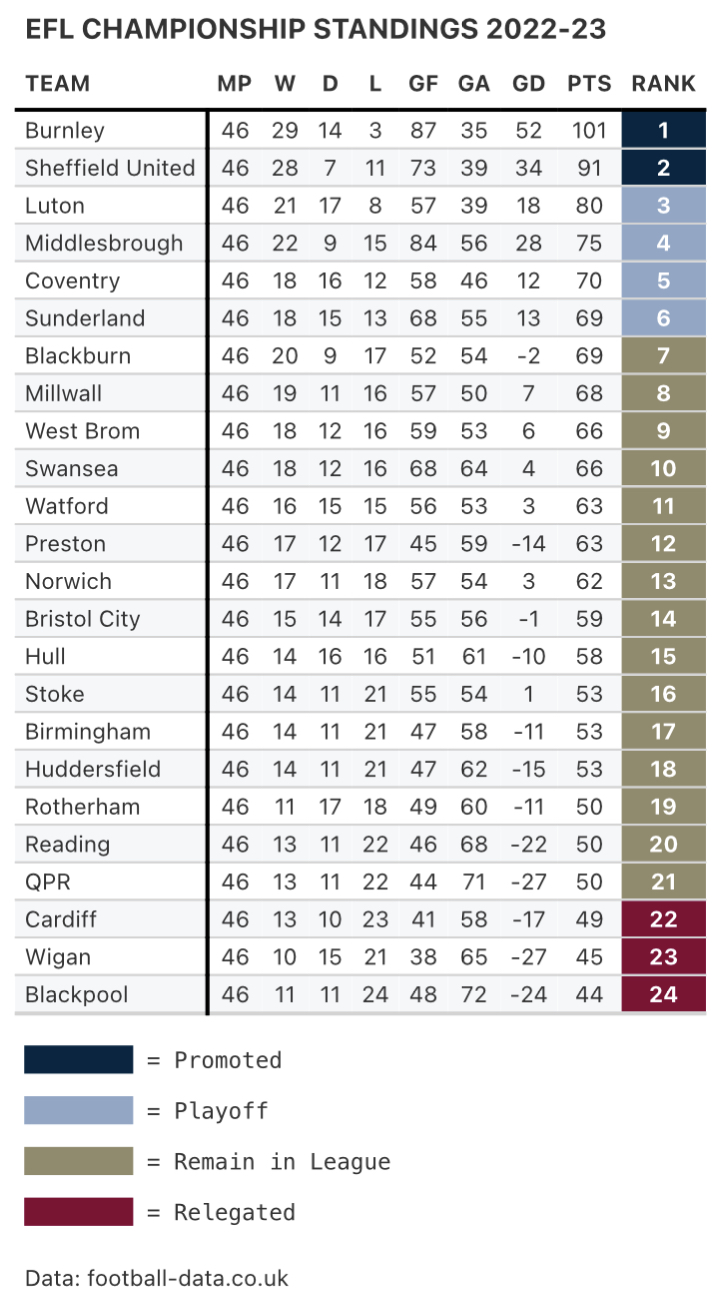 EFL CHAMPIONSHIP STANDINGS 2022-23
TEAM MP W D L GF GA GD PTS RANK
Burnley 46 29 14 3 87 35 52 101 1
Sheffield United 46 28 7 11 73 39 34 91 2
Luton 46 21 17 8 57 39 18 80 3
Middlesbrough 46 22 9 15 84 56 28 75 4
Coventry 46 18 16 12 58 46 12 70 5
Sunderland 46 18 15 13 68 55 13 69 6
Blackburn 46 20 9 17 52 54 -2 69 7
Millwall 46 19 11 16 57 50 7 68 8
West Brom 46 18 12 16 59 53 6 66 9
Swansea 46 18 12 16 68 64 4 66 10
Watford 46 16 15 15 56 53 3 63 11
Preston 46 17 12 17 45 59 -14 63 12
Norwich 46 17 11 18 57 54 3 62 13
Bristol City 46 15 14 17 55 56 -1 59 14
Hull 46 14 16 16 51 61 -10 58 15
Stoke 46 14 11 21 55 54 1 53 16
Birmingham 46 14 11 21 47 58 -11 53 17
Huddersfield 46 14 11 21 47 62 -15 53 18
Rotherham 46 11 17 18 49 60 -11 50 19
Reading 46 13 11 22 46 68 -22 50 20
QPR 46 13 11 22 44 71 -27 50 21
Cardiff 46 13 10 23 41 58 -17 49 22
Wigan 46 10 15 21 38 65 -27 45 23
Blackpool 46 11 11 24 48 72 -24 44 24
= Promoted
= Playoff
= Remain in League
= Relegated
Data: football-data.co.uk